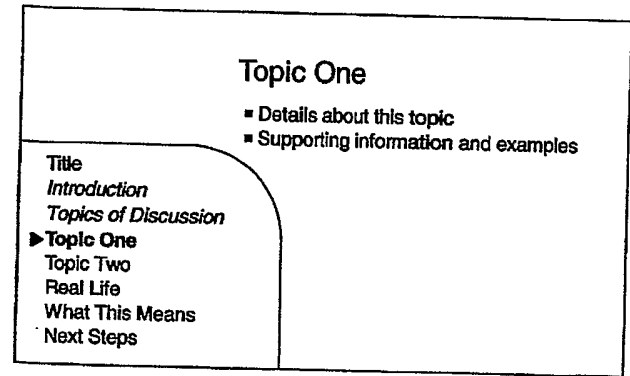 Topic One
▪ Details about this topic
▪ Supporting information and examples
Title
Introduction
Topics of Discussion
▶Topic One
Topic Two
Real Life
What This Means
Next Steps